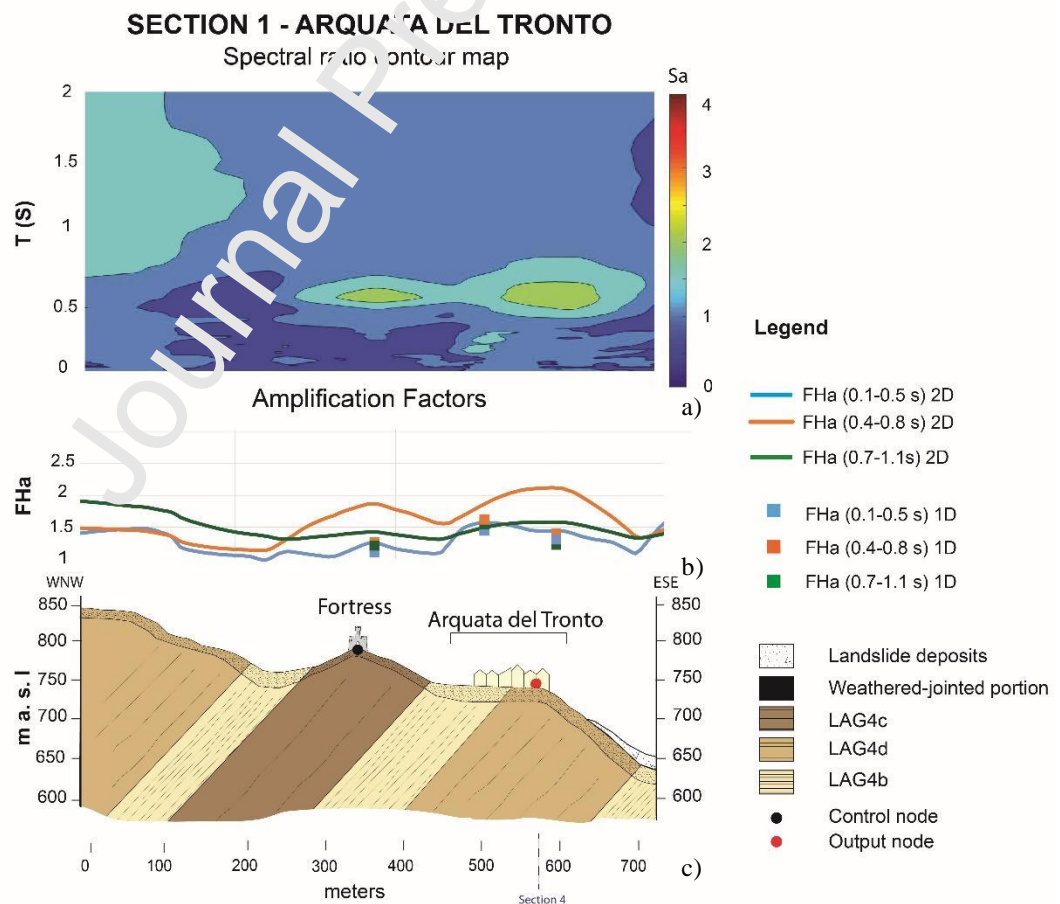 SECTION 1 - ARQUATA DEL TRONTO
Spectral ratio contour map
Journal Pre
Sa
4
3
2
1
0
T (S)
2
1.5
1
0.5
0
a)
Amplification Factors
FHa
2.5
2
1.5
1
b)
WNW
ESE
850
800
750
700
650
600
m a. s. l
Fortress
Arquata del Tronto
850
800
750
700
650
600
0 100 200 300 400 500 600 700
meters
Section 4
c)
Legend
FHa (0.1-0.5 s) 2D
FHa (0.4-0.8 s) 2D
FHa (0.7-1.1s) 2D
FHa (0.1-0.5 s) 1D
FHa (0.4-0.8 s) 1D
FHa (0.7-1.1 s) 1D
Landslide deposits
Weathered-jointed portion
LAG4c
LAG4d
LAG4b
Control node
Output node